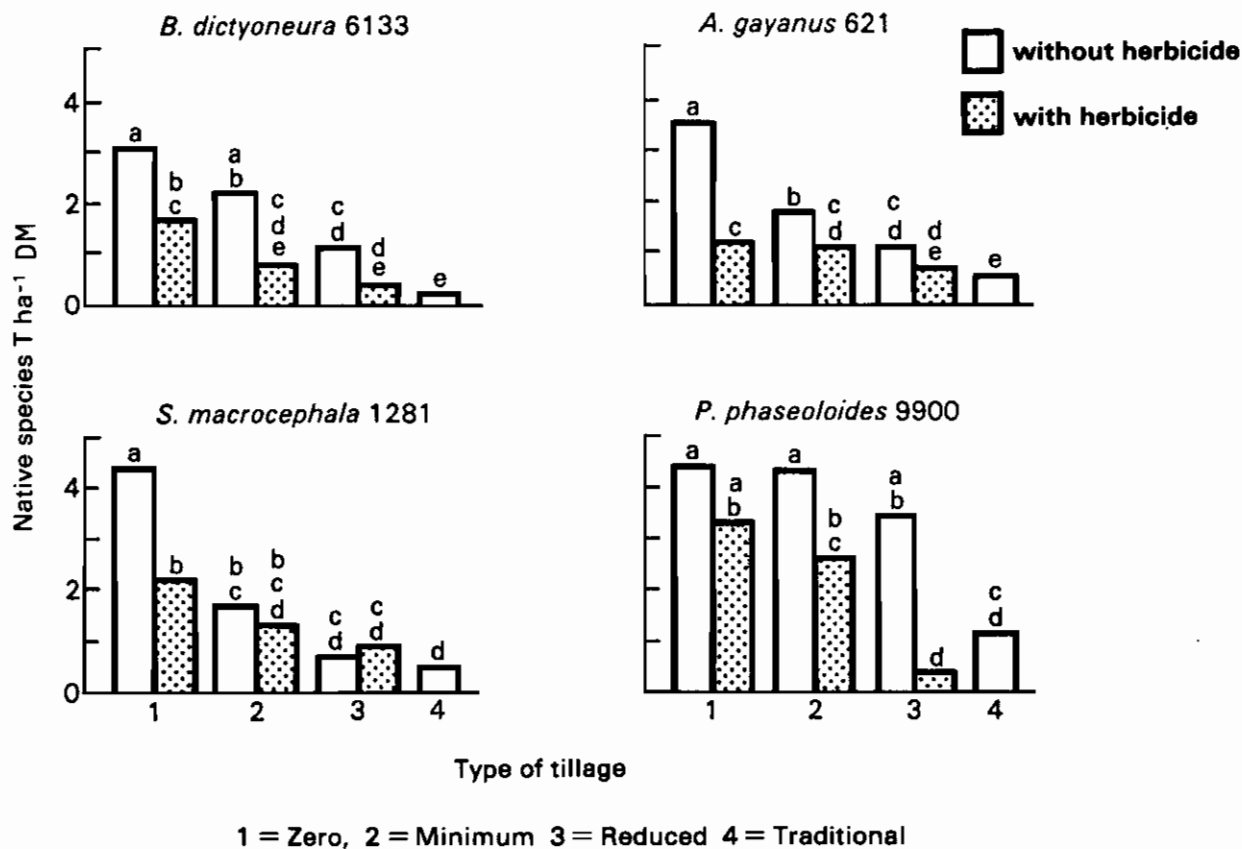 B. dictyoneura 6133
A. gayanus 621
without herbicide
with herbicide
Native species T ha⁻¹ DM
4
2
0
a
b
c
a
b
c
d
e
c
d
d
e
e
a
c
b
c
d
c
d
d
e
e
S. macrocephala 1281
P. phaseoloides 9900
4
2
0
a
b
b
c
b
c
d
c
d
c
d
d
a
a
b
a
b
c
a
b
d
c
d
1 2 3 4
1 2 3 4
Type of tillage
1 = Zero, 2 = Minimum 3 = Reduced 4 = Traditional